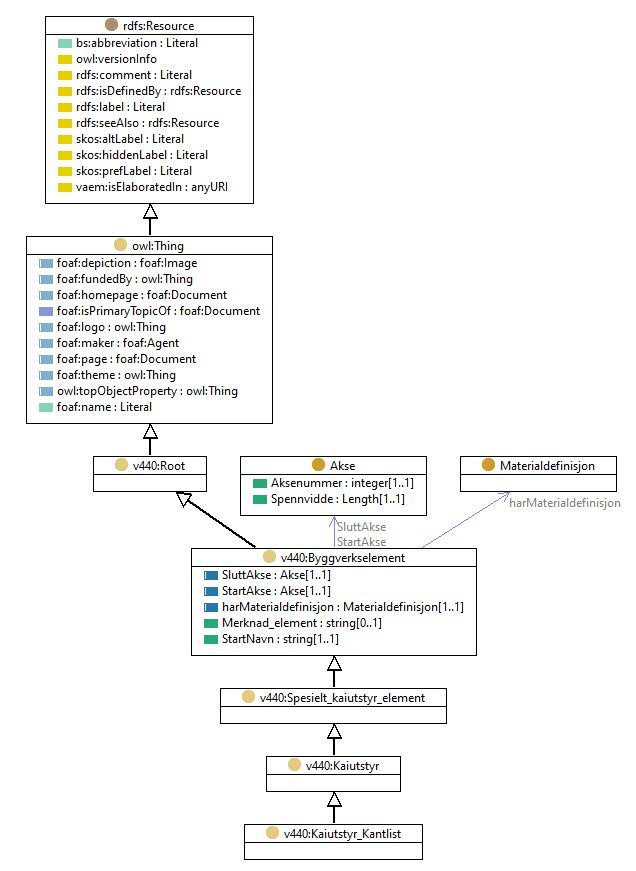 rdfs:Resource
bs:abbreviation : Literal
owl:versionInfo
rdfs:comment : Literal
rdfs:isDefinedBy : rdfs:Resource
rdfs:label : Literal
rdfs:seeAlso : rdfs:Resource
skos:altLabel : Literal
skos:hiddenLabel : Literal
skos:prefLabel : Literal
vaem:isElaboratedIn : anyURI
owl:Thing
foaf:depiction : foaf:Image
foaf:fundedBy : owl:Thing
foaf:homepage : foaf:Document
foaf:isPrimaryTopicOf : foaf:Document
foaf:logo : owl:Thing
foaf:maker : foaf:Agent
foaf:page : foaf:Document
foaf:theme : owl:Thing
owl:topObjectProperty : owl:Thing
foaf:name : Literal
v440:Root
Akse
Aksenummer : integer[1..1]
Spennvidde : Length[1..1]
Materialdefinisjon
harMaterialdefinisjon
SluttAkse
StartAkse
v440:Byggverkselement
SluttAkse : Akse[1..1]
StartAkse : Akse[1..1]
harMaterialdefinisjon : Materialdefinisjon[1..1]
Merknad_element : string[0..1]
StartNavn : string[1..1]
v440:Spesielt_kaiutstyr_element
v440:Kaiutstyr
v440:Kaiutstyr_Kantlist